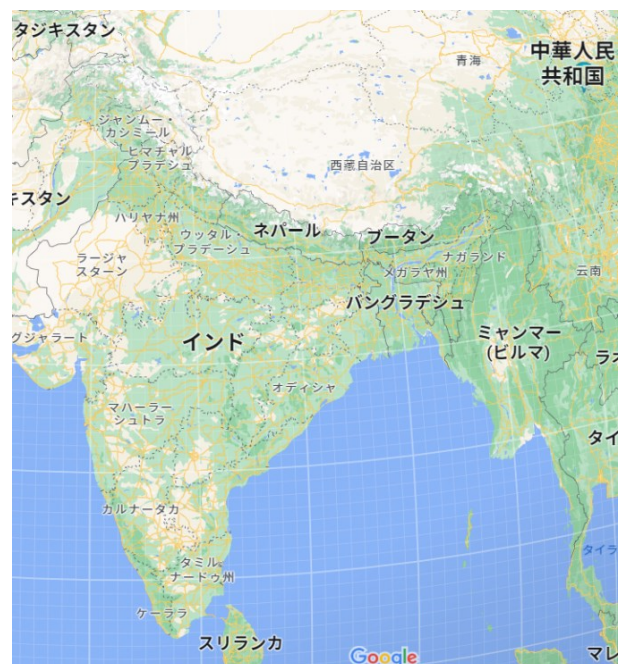 タジキスタン
中華人民
共和国
青海
ジャンムー・
カシミール
ヒマチャル
プラデシュ
西蔵自治区
キスタン
ハリヤナ州
ウッタル・
プラデーシュ
ネパール
ブータン
ナガランド
ラージャ
スターン
メガラヤ州
雲南
バングラデシュ
グジャラート
インド
ミャンマー
(ビルマ)
ラオ
オディシャ
マハーラー
シュトラ
タイ
カルナータカ
タミル
ナードゥ州
タイラ
ケーララ
スリランカ
Google
マレ